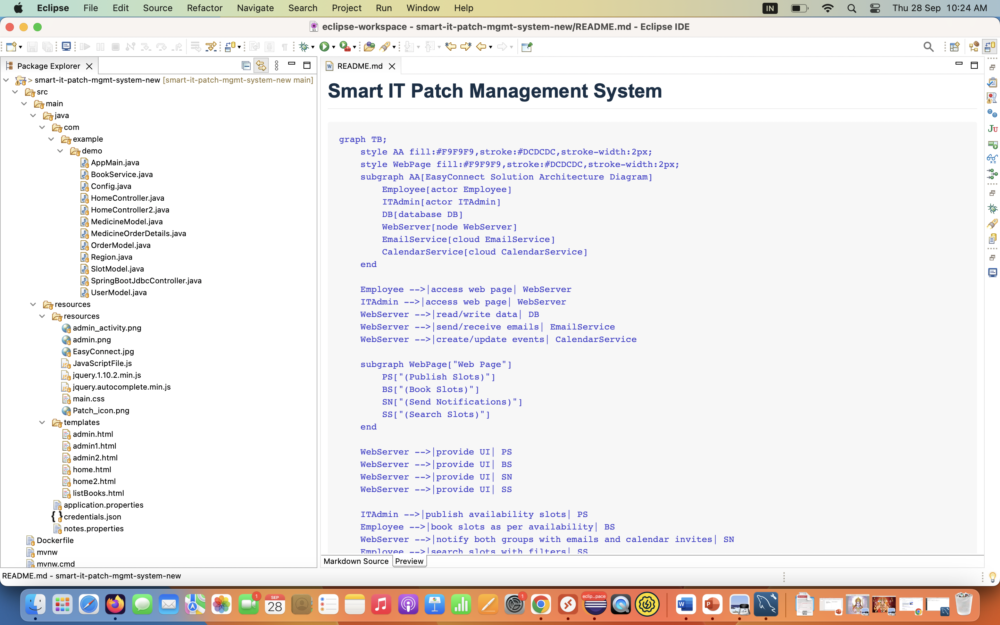 Eclipse File Edit Source Refactor Navigate Search Project Run Window Help IN Thu 28 Sep 10:24 AM
eclipse-workspace - smart-it-patch-mgmt-system-new/README.md - Eclipse IDE
Package Explorer
> smart-it-patch-mgmt-system-new [smart-it-patch-mgmt-system-new main]
src
main
java
com
example
demo
AppMain.java
BookService.java
Config.java
HomeController.java
HomeController2.java
MedicineModel.java
MedicineOrderDetails.java
OrderModel.java
Region.java
SlotModel.java
SpringBootJdbcController.java
UserModel.java
resources
resources
admin_activity.png
admin.png
EasyConnect.jpg
JavaScriptFile.js
jquery.1.10.2.min.js
jquery.autocomplete.min.js
main.css
Patch_icon.png
templates
admin.html
admin1.html
admin2.html
home.html
home2.html
listBooks.html
application.properties
credentials.json
notes.properties
Dockerfile
mvnw
mvnw.cmd
README.md
Smart IT Patch Management System
graph TB;
style AA fill:#F9F9F9,stroke:#DCDCDC,stroke-width:2px;
style WebPage fill:#F9F9F9,stroke:#DCDCDC,stroke-width:2px;
subgraph AA[EasyConnect Solution Architecture Diagram]
Employee[actor Employee]
ITAdmin[actor ITAdmin]
DB[database DB]
WebServer[node WebServer]
EmailService[cloud EmailService]
CalendarService[cloud CalendarService]
end
Employee -->|access web page| WebServer
ITAdmin -->|access web page| WebServer
WebServer -->|read/write data| DB
WebServer -->|send/receive emails| EmailService
WebServer -->|create/update events| CalendarService
subgraph WebPage["Web Page"]
PS["(Publish Slots)"]
BS["(Book Slots)"]
SN["(Send Notifications)"]
SS["(Search Slots)"]
end
WebServer -->|provide UI| PS
WebServer -->|provide UI| BS
WebServer -->|provide UI| SN
WebServer -->|provide UI| SS
ITAdmin -->|publish availability slots| PS
Employee -->|book slots as per availability| BS
WebServer -->|notify both groups with emails and calendar invites| SN
Employee -->|search slots with filters| SS
Markdown Source Preview
README.md - smart-it-patch-mgmt-system-new
1
SEP
28
1
eclip...pace